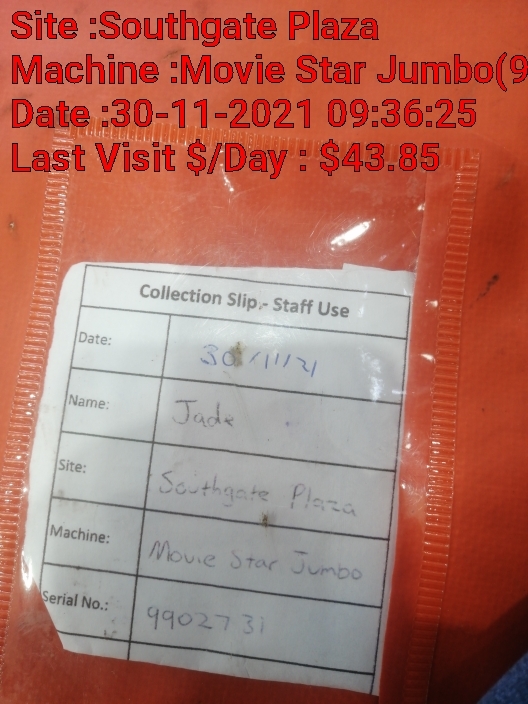 Site :Southgate Plaza
Machine :Movie Star Jumbo(9
Date :30-11-2021 09:36:25
Last Visit $/Day : $43.85
Collection Slip - Staff Use
Date: 30/11/21
Name: Jade
Site: Southgate Plaza
Machine: Movie Star Jumbo
Serial No.: 9902731